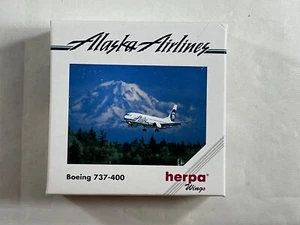 Alaska Airlines
Boeing 737-400
herpa
Wings